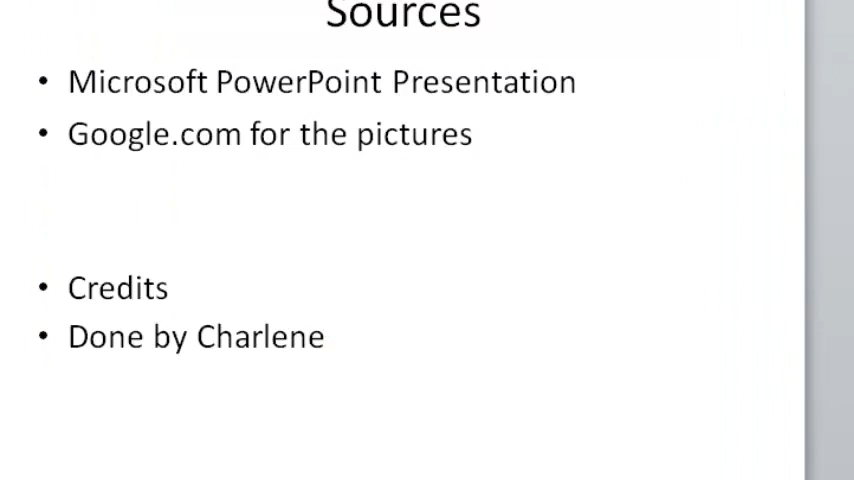 Sources
• Microsoft PowerPoint Presentation
• Google.com for the pictures
• Credits
• Done by Charlene